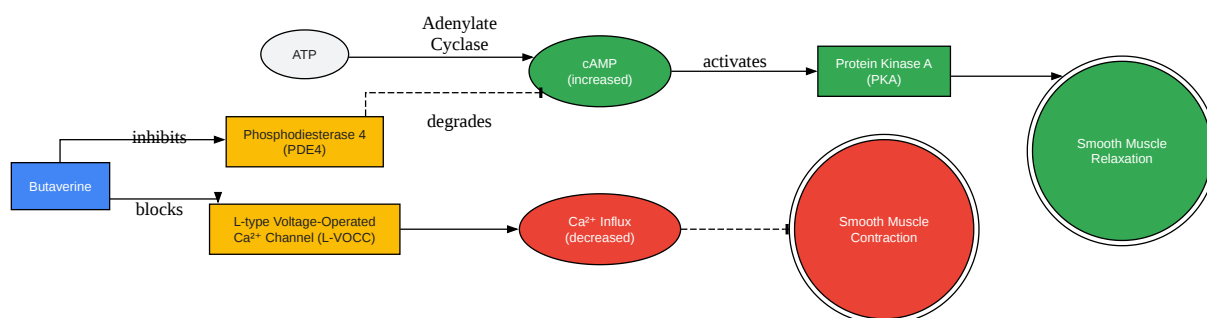 Adenylate
Cyclase
ATP
cAMP
(increased)
activates
Protein Kinase A
(PKA)
degrades
inhibits
Phosphodiesterase 4
(PDE4)
Smooth Muscle
Relaxation
Butaverine
blocks
L-type Voltage-Operated
Ca²⁺ Channel (L-VOCC)
Ca²⁺ Influx
(decreased)
Smooth Muscle
Contraction